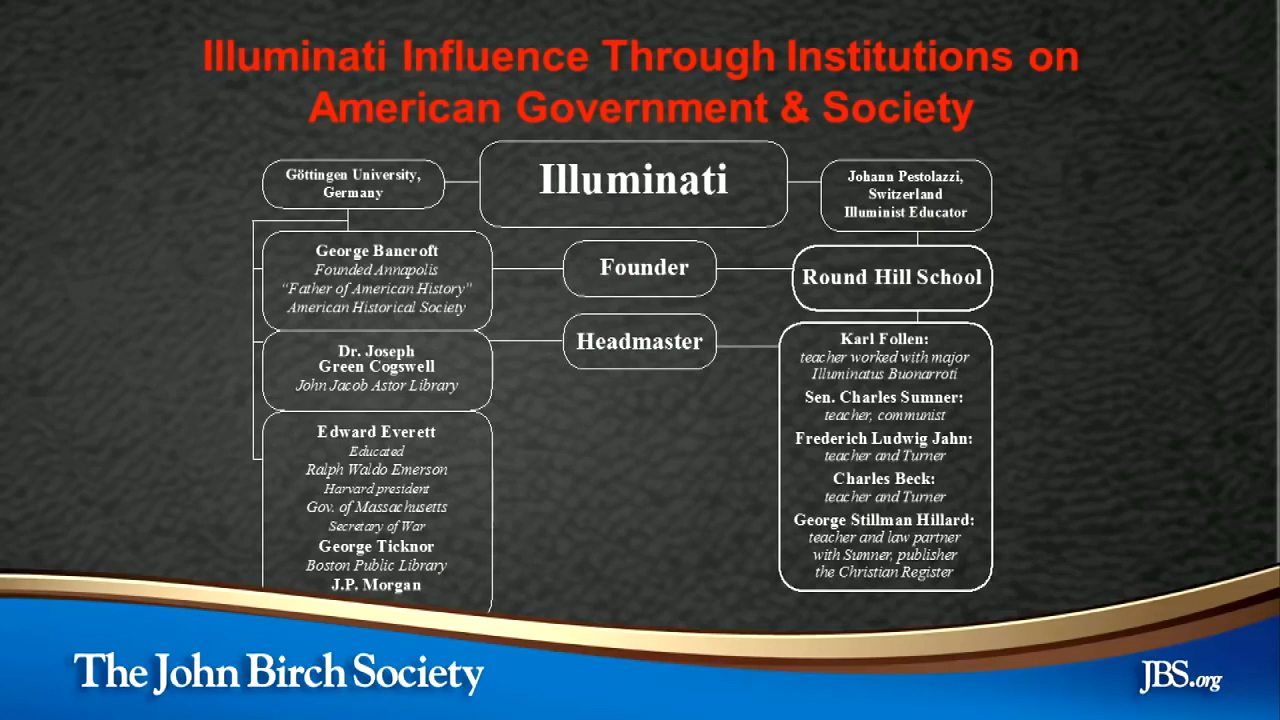 Illuminati Influence Through Institutions on
American Government & Society
Göttingen University,
Germany
Illuminati
Johann Pestolazzi,
Switzerland
Illuminist Educator
George Bancroft
Founded Annapolis
“Father of American History”
American Historical Society
Founder
Round Hill School
Dr. Joseph
Green Cogswell
John Jacob Astor Library
Headmaster
Karl Follen:
teacher worked with major
Illuminatus Buonarroti
Sen. Charles Sumner:
teacher, communist
Frederich Ludwig Jahn:
teacher and Turner
Charles Beck:
teacher and Turner
George Stillman Hillard:
teacher and law partner
with Sumner, publisher
the Christian Register
Edward Everett
Educated
Ralph Waldo Emerson
Harvard president
Gov. of Massachusetts
Secretary of War
George Ticknor
Boston Public Library
J.P. Morgan
The John Birch Society
JBS.org